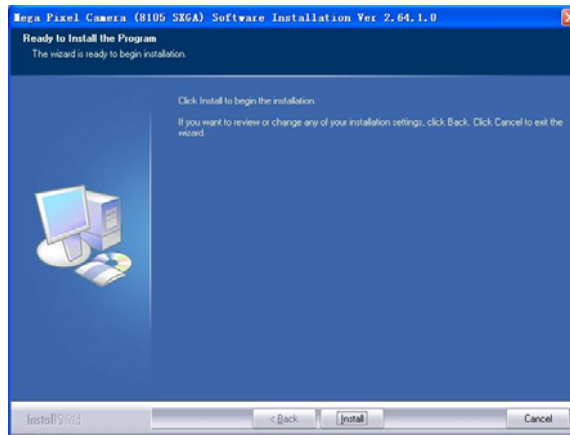 Mega Pixel Camera (8105 SXGA) Software Installation Ver 2.64.1.0
Ready to Install the Program
The wizard is ready to begin installation.
Click Install to begin the installation.
If you want to review or change any of your installation settings, click Back. Click Cancel to exit the
wizard.
InstallShield
< Back
Install
Cancel